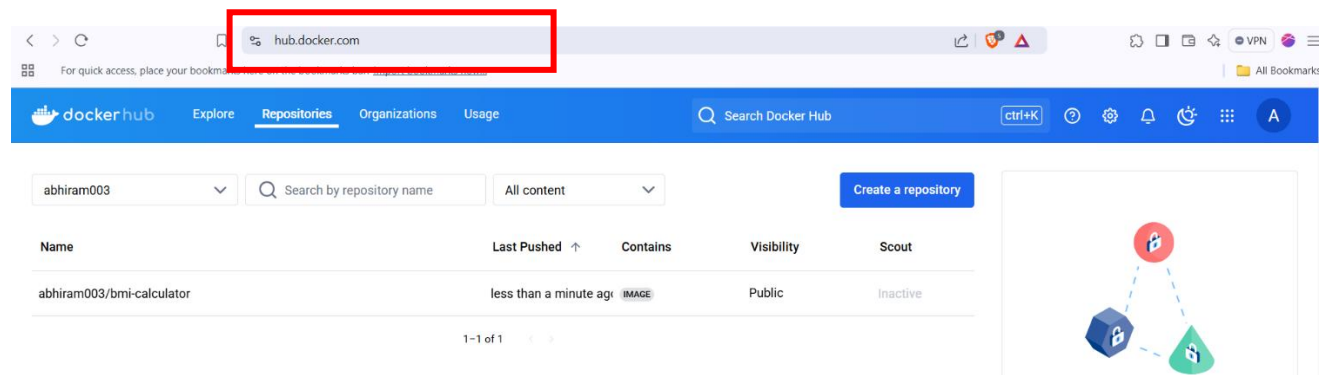 hub.docker.com
VPN
For quick access, place your bookmarks here on the bookmarks bar.
All Bookmarks
dockerhub Explore Repositories Organizations Usage Search Docker Hub ctrl+K A
abhiram003 Search by repository name All content Create a repository
Name Last Pushed Contains Visibility Scout
abhiram003/bmi-calculator less than a minute ago IMAGE Public Inactive
1–1 of 1